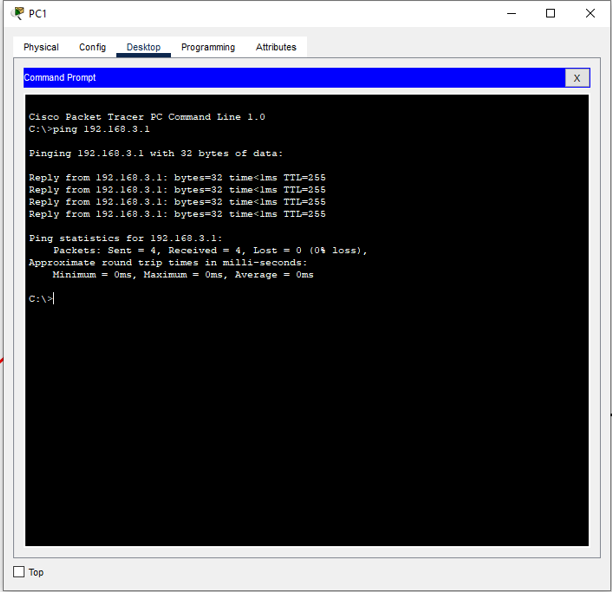 PC1
Physical Config Desktop Programming Attributes
Command Prompt
X
Cisco Packet Tracer PC Command Line 1.0
C:\>ping 192.168.3.1
Pinging 192.168.3.1 with 32 bytes of data:
Reply from 192.168.3.1: bytes=32 time<1ms TTL=255
Reply from 192.168.3.1: bytes=32 time<1ms TTL=255
Reply from 192.168.3.1: bytes=32 time<1ms TTL=255
Reply from 192.168.3.1: bytes=32 time<1ms TTL=255
Ping statistics for 192.168.3.1:
Packets: Sent = 4, Received = 4, Lost = 0 (0% loss),
Approximate round trip times in milli-seconds:
Minimum = 0ms, Maximum = 0ms, Average = 0ms
C:\>
Top